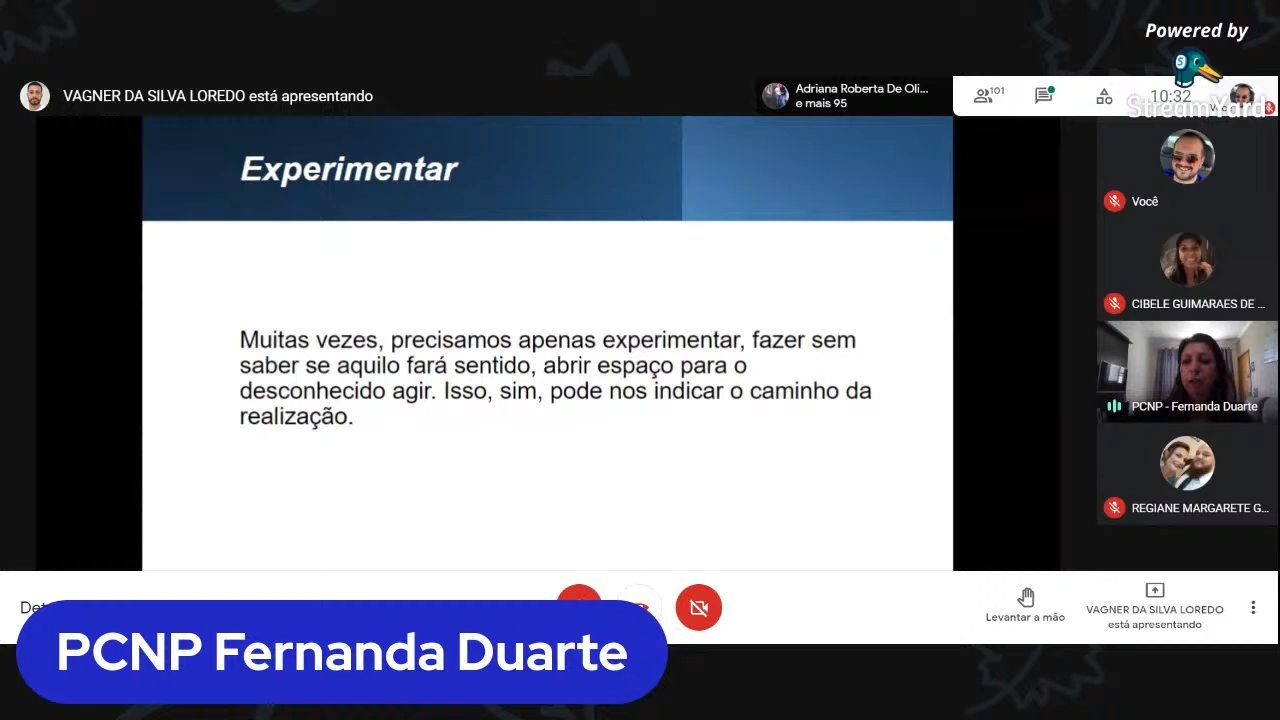 Powered by
StreamYard
VAGNER DA SILVA LOREDO está apresentando
Adriana Roberta De Oli...
e mais 95
101
10:32
Experimentar
Muitas vezes, precisamos apenas experimentar, fazer sem
saber se aquilo fará sentido, abrir espaço para o
desconhecido agir. Isso, sim, pode nos indicar o caminho da
realização.
Você
CIBELE GUIMARAES DE ...
PCNP - Fernanda Duarte
REGIANE MARGARETE G...
Levantar a mão
VAGNER DA SILVA LOREDO
está apresentando
PCNP Fernanda Duarte